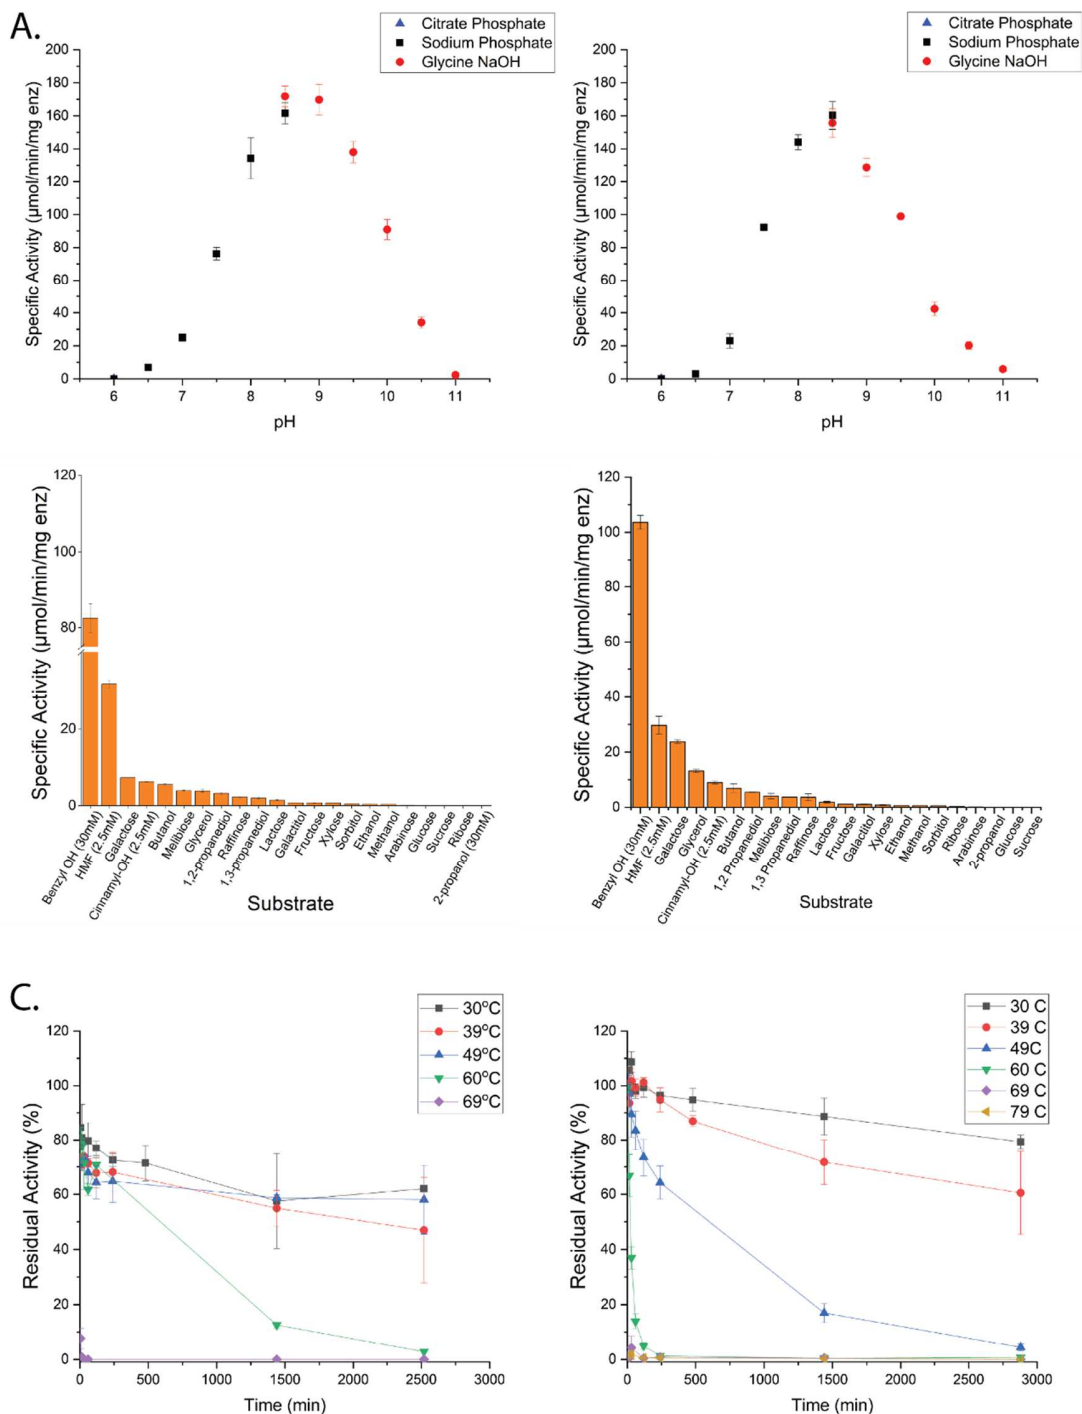 A.
Citrate Phosphate
Sodium Phosphate
Glycine NaOH
200
180
160
140
120
100
80
60
40
20
0
Specific Activity (µmol/min/mg enz)
6 7 8 9 10 11
pH
Citrate Phosphate
Sodium Phosphate
Glycine NaOH
200
180
160
140
120
100
80
60
40
20
0
Specific Activity (µmol/min/mg enz)
6 7 8 9 10 11
pH
120
100
80
20
0
Specific Activity (µmol/min/mg enz)
Benzyl OH (30mM)
HMF (2.5mM)
Galactose
Cinnamyl-OH (2.5mM)
Butanol
Melibiose
Glycerol
1,2-propanediol
Raffinose
1,3-propanediol
Lactose
Galactitol
Fructose
Xylose
Sorbitol
Ethanol
Methanol
Arabinose
Glucose
Sucrose
Ribose
2-propanol (30mM)
Substrate
120
100
80
60
40
20
0
Specific Activity (µmol/min/mg enz)
Benzyl OH (30mM)
HMF (2.5mM)
Galactose
Glycerol
Cinnamyl-OH (2.5mM)
Butanol
1,2 Propanediol
Melibiose
1,3 Propanediol
Raffinose
Lactose
Fructose
Galactitol
Xylose
Ethanol
Methanol
Sorbitol
Ribose
Arabinose
2-propanol
Glucose
Sucrose
Substrate
C.
30°C
39°C
49°C
60°C
69°C
120
100
80
60
40
20
0
Residual Activity (%)
0 500 1000 1500 2000 2500 3000
Time (min)
30 C
39 C
49C
60 C
69 C
79 C
120
100
80
60
40
20
0
Residual Activity (%)
0 500 1000 1500 2000 2500 3000
Time (min)